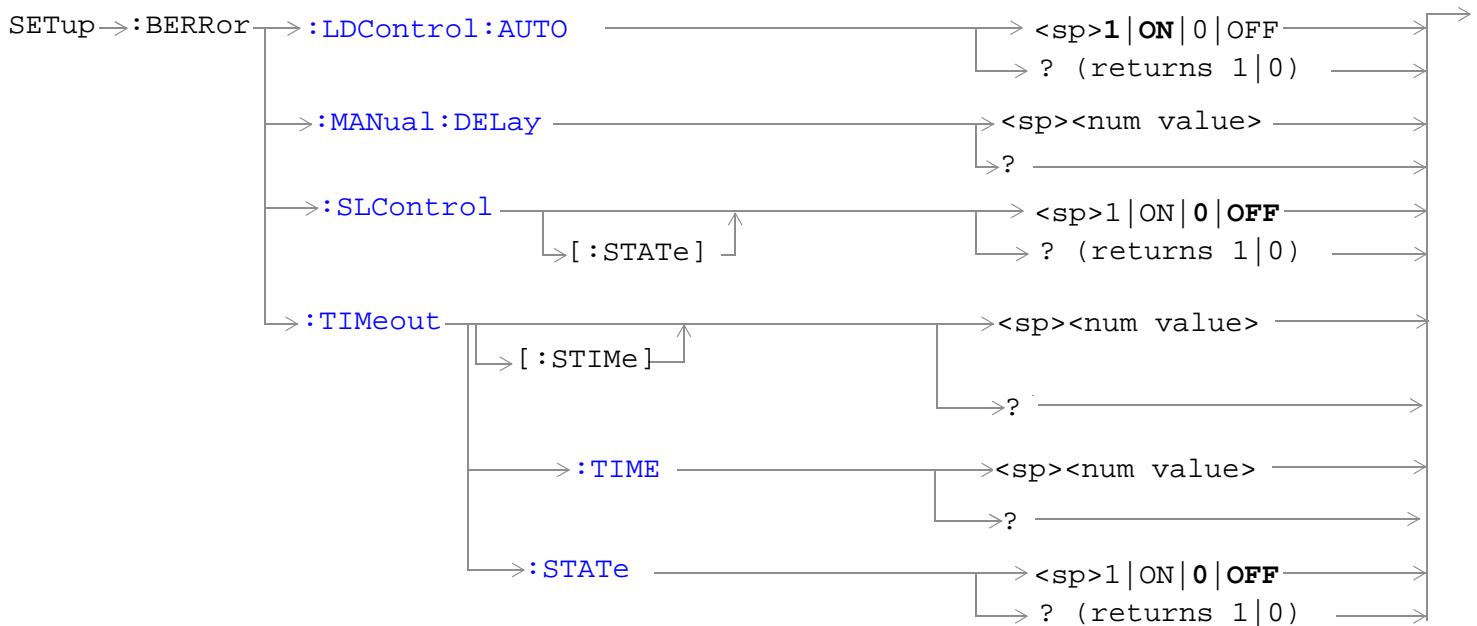 SETup :BERRor :LDControl:AUTO <sp>1|ON|0|OFF
? (returns 1|0)
:MANual:DELay <sp><num value>
?
:SLControl <sp>1|ON|0|OFF
[:STATe] ? (returns 1|0)
:TIMeout <sp><num value>
[:STIMe]
?
:TIME <sp><num value>
?
:STATe <sp>1|ON|0|OFF
? (returns 1|0)